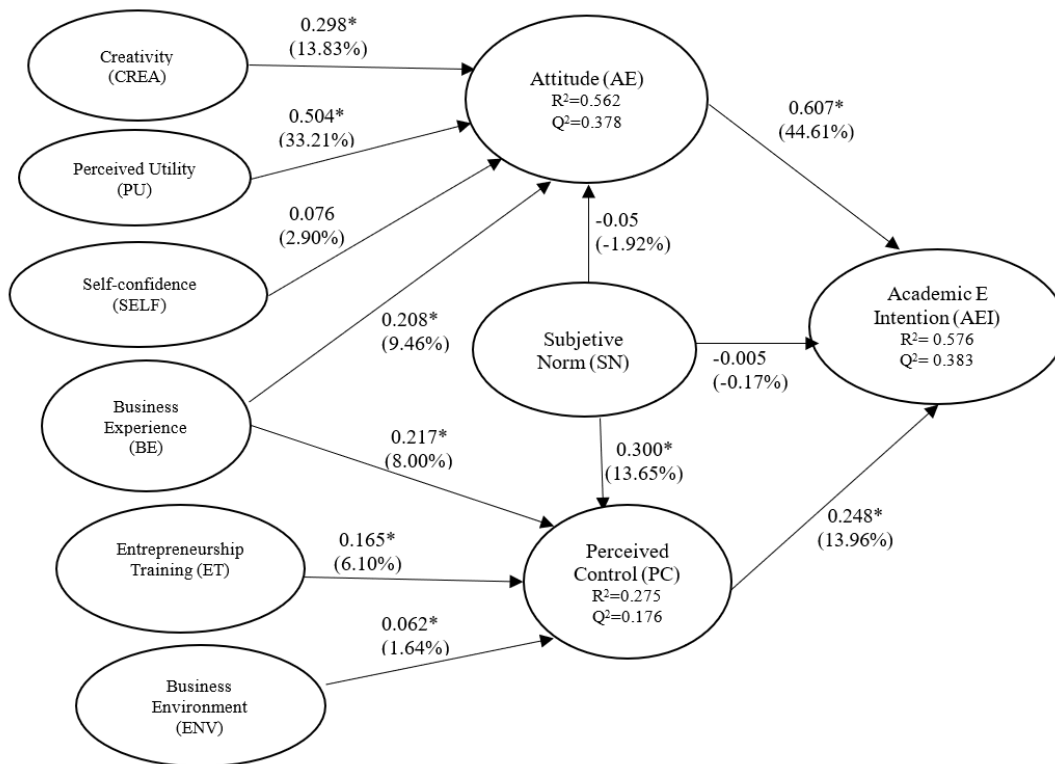 Creativity
(CREA)
0.298*
(13.83%)
Attitude (AE)
R²=0.562
Q²=0.378
0.607*
(44.61%)
Perceived Utility
(PU)
0.504*
(33.21%)
Self-confidence
(SELF)
0.076
(2.90%)
-0.05
(-1.92%)
Academic E
Intention (AEI)
R²= 0.576
Q²= 0.383
Business
Experience
(BE)
0.208*
(9.46%)
Subjetive
Norm (SN)
-0.005
(-0.17%)
0.217*
(8.00%)
0.300*
(13.65%)
Entrepreneurship
Training (ET)
0.165*
(6.10%)
Perceived
Control (PC)
R²=0.275
Q²=0.176
0.248*
(13.96%)
Business
Environment
(ENV)
0.062*
(1.64%)